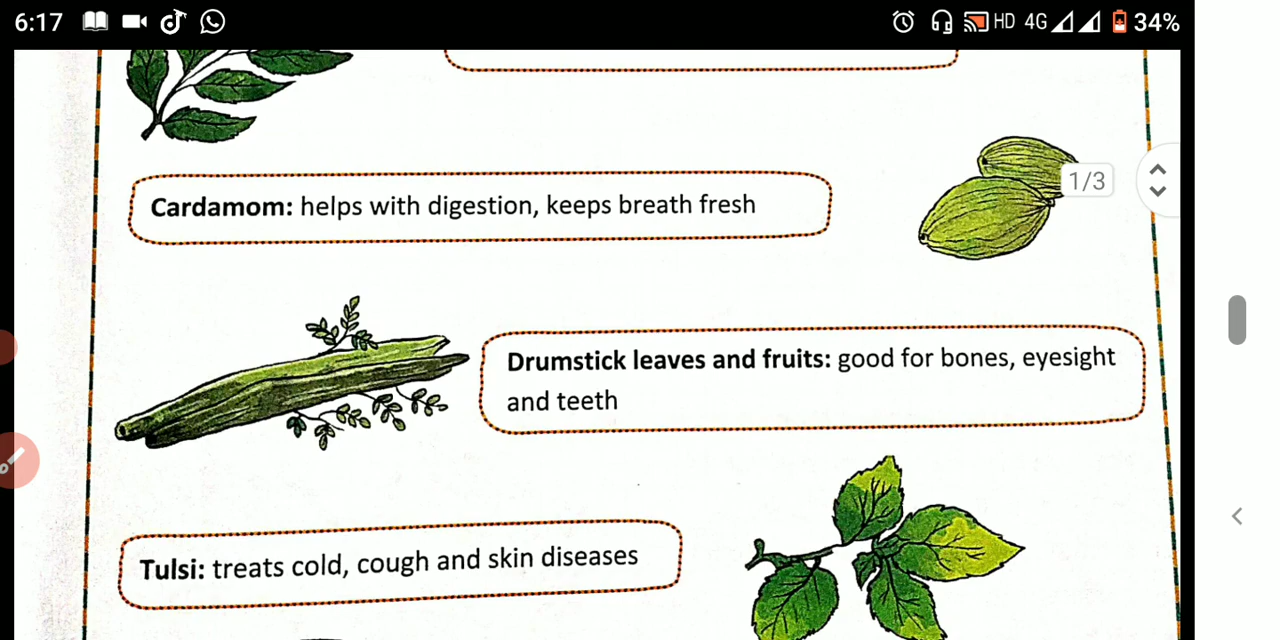 6:17
HD 4G 34%
1/3
Cardamom: helps with digestion, keeps breath fresh
Drumstick leaves and fruits: good for bones, eyesight
and teeth
Tulsi: treats cold, cough and skin diseases